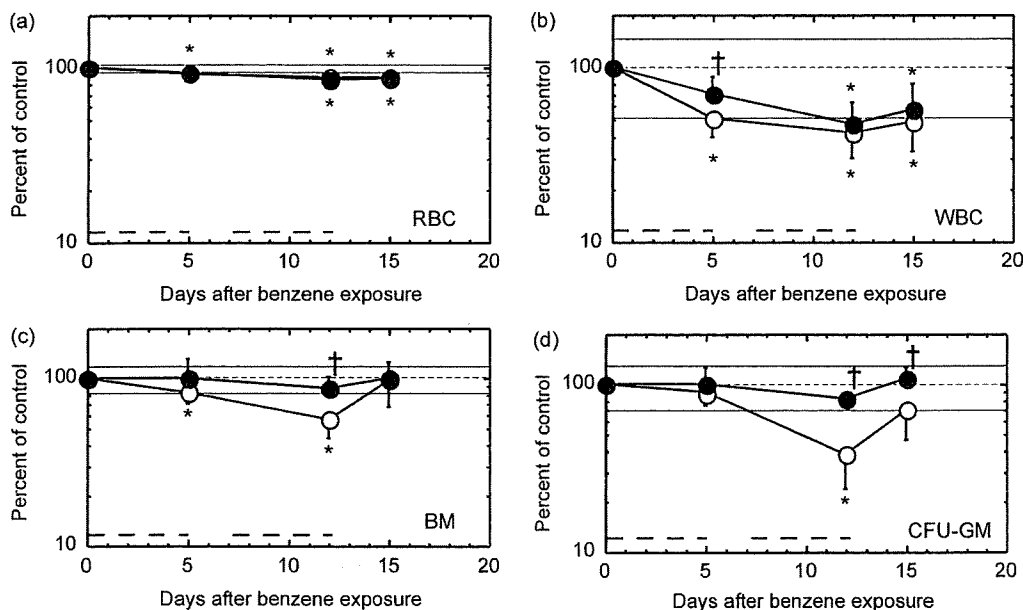 (a)
Percent of control
100
10
* * *
* *
RBC
0 5 10 15 20
Days after benzene exposure
(b)
Percent of control
100
10
† * *
* * *
WBC
0 5 10 15 20
Days after benzene exposure
(c)
Percent of control
100
10
†
* *
BM
0 5 10 15 20
Days after benzene exposure
(d)
Percent of control
100
10
† †
*
CFU-GM
0 5 10 15 20
Days after benzene exposure